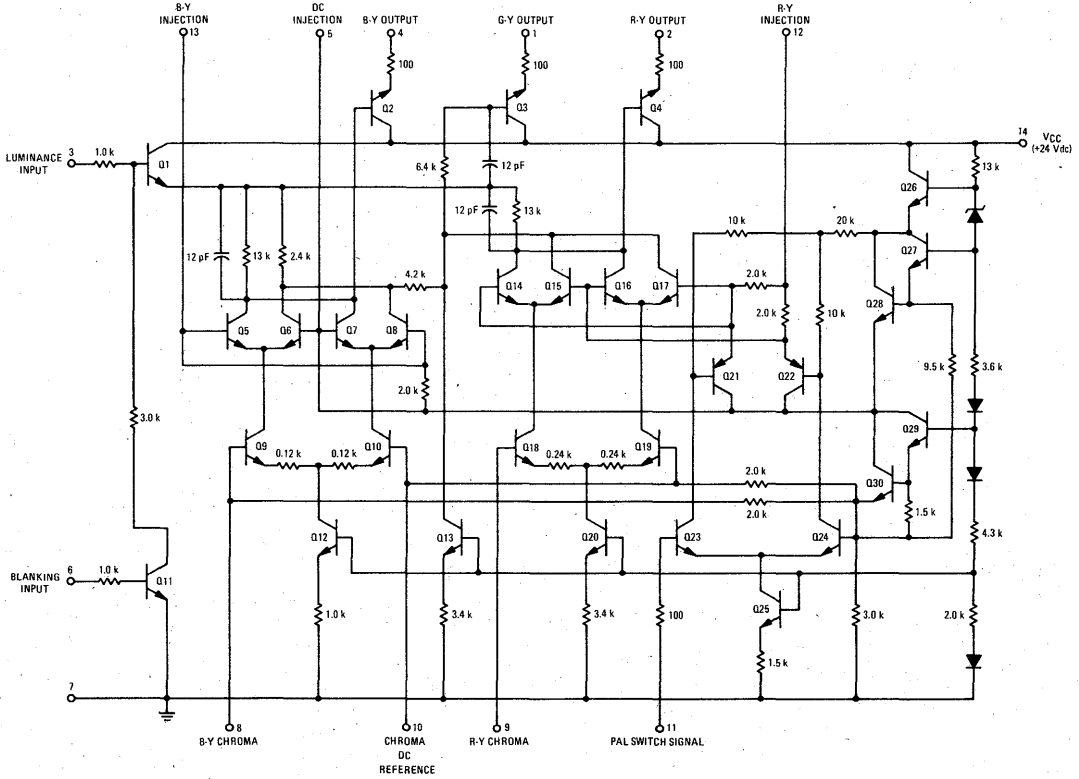 B-Y
INJECTION
13
DC
INJECTION
5
B-Y OUTPUT
4
G-Y OUTPUT
1
R-Y OUTPUT
2
R-Y
INJECTION
12
100
100
100
Q2
Q3
Q4
14
VCC
(+24 Vdc)
LUMINANCE
INPUT
3
1.0 k
Q1
6.4 k
12 pF
13 k
Q26
12 pF
13 k
10 k
20 k
Q27
12 pF
13 k
2.4 k
4.2 k
Q14
Q15
Q16
Q17
2.0 k
Q28
2.0 k
10 k
Q5
Q6
Q7
Q8
9.5 k
3.6 k
Q21
Q22
2.0 k
3.0 k
Q29
Q9
Q10
Q18
Q19
0.12 k
0.12 k
0.24 k
0.24 k
2.0 k
Q30
2.0 k
1.5 k
Q12
Q13
Q20
Q23
Q24
4.3 k
BLANKING
INPUT
6
1.0 k
Q11
Q25
1.0 k
3.4 k
3.4 k
100
3.0 k
2.0 k
1.5 k
7
8
B-Y CHROMA
10
CHROMA
DC
REFERENCE
9
R-Y CHROMA
11
PAL SWITCH SIGNAL